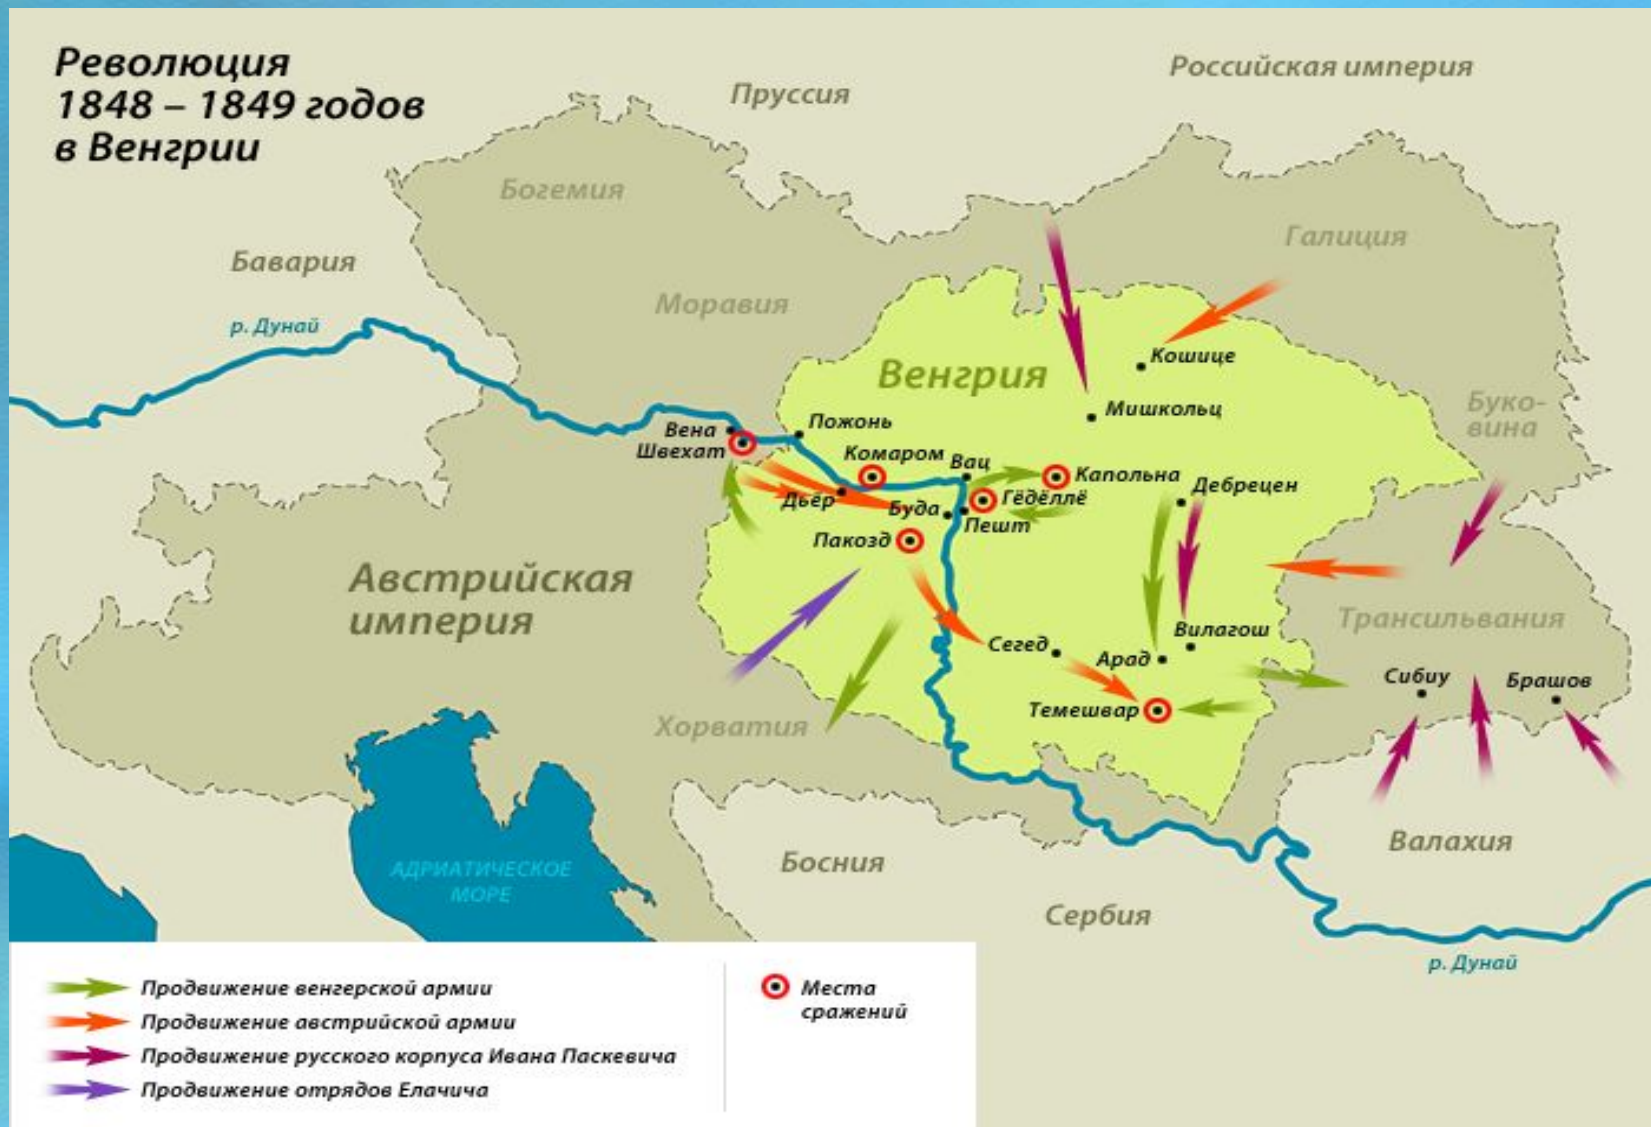 Революция
1848 – 1849 годов
в Венгрии
Пруссия
Российская империя
Богемия
Галиция
Бавария
Моравия
р. Дунай
Венгрия
Кошице
Мишкольц
Буко-
вина
Пожонь
Вена
Швехат
Комаром
Вац
Капольна
Дебрецен
Дьёр
Буда
Гёдёллё
Пешт
Пакозд
Австрийская
империя
Трансильвания
Вилагош
Сегед
Арад
Сибиу
Брашов
Темешвар
Хорватия
Валахия
АДРИАТИЧЕСКОЕ
МОРЕ
Босния
Сербия
р. Дунай
Продвижение венгерской армии
Продвижение австрийской армии
Продвижение русского корпуса Ивана Паскевича
Продвижение отрядов Елачича
Места
сражений